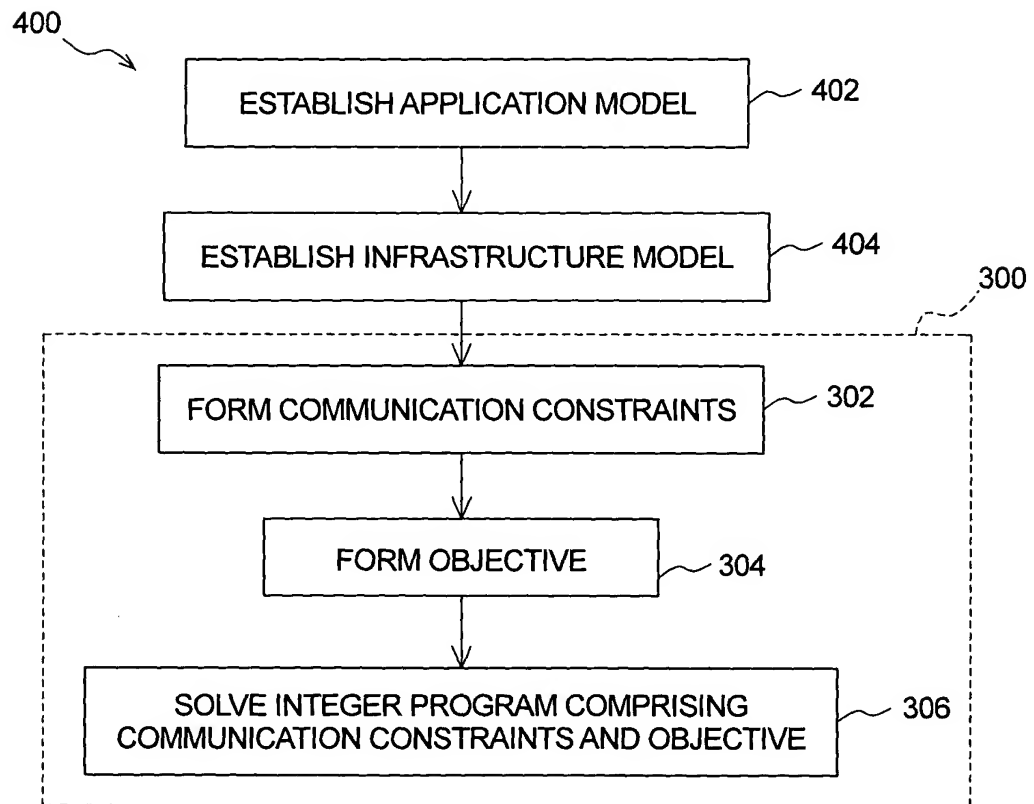 400
ESTABLISH APPLICATION MODEL
402
ESTABLISH INFRASTRUCTURE MODEL
404
300
FORM COMMUNICATION CONSTRAINTS
302
FORM OBJECTIVE
304
SOLVE INTEGER PROGRAM COMPRISING
COMMUNICATION CONSTRAINTS AND OBJECTIVE
306